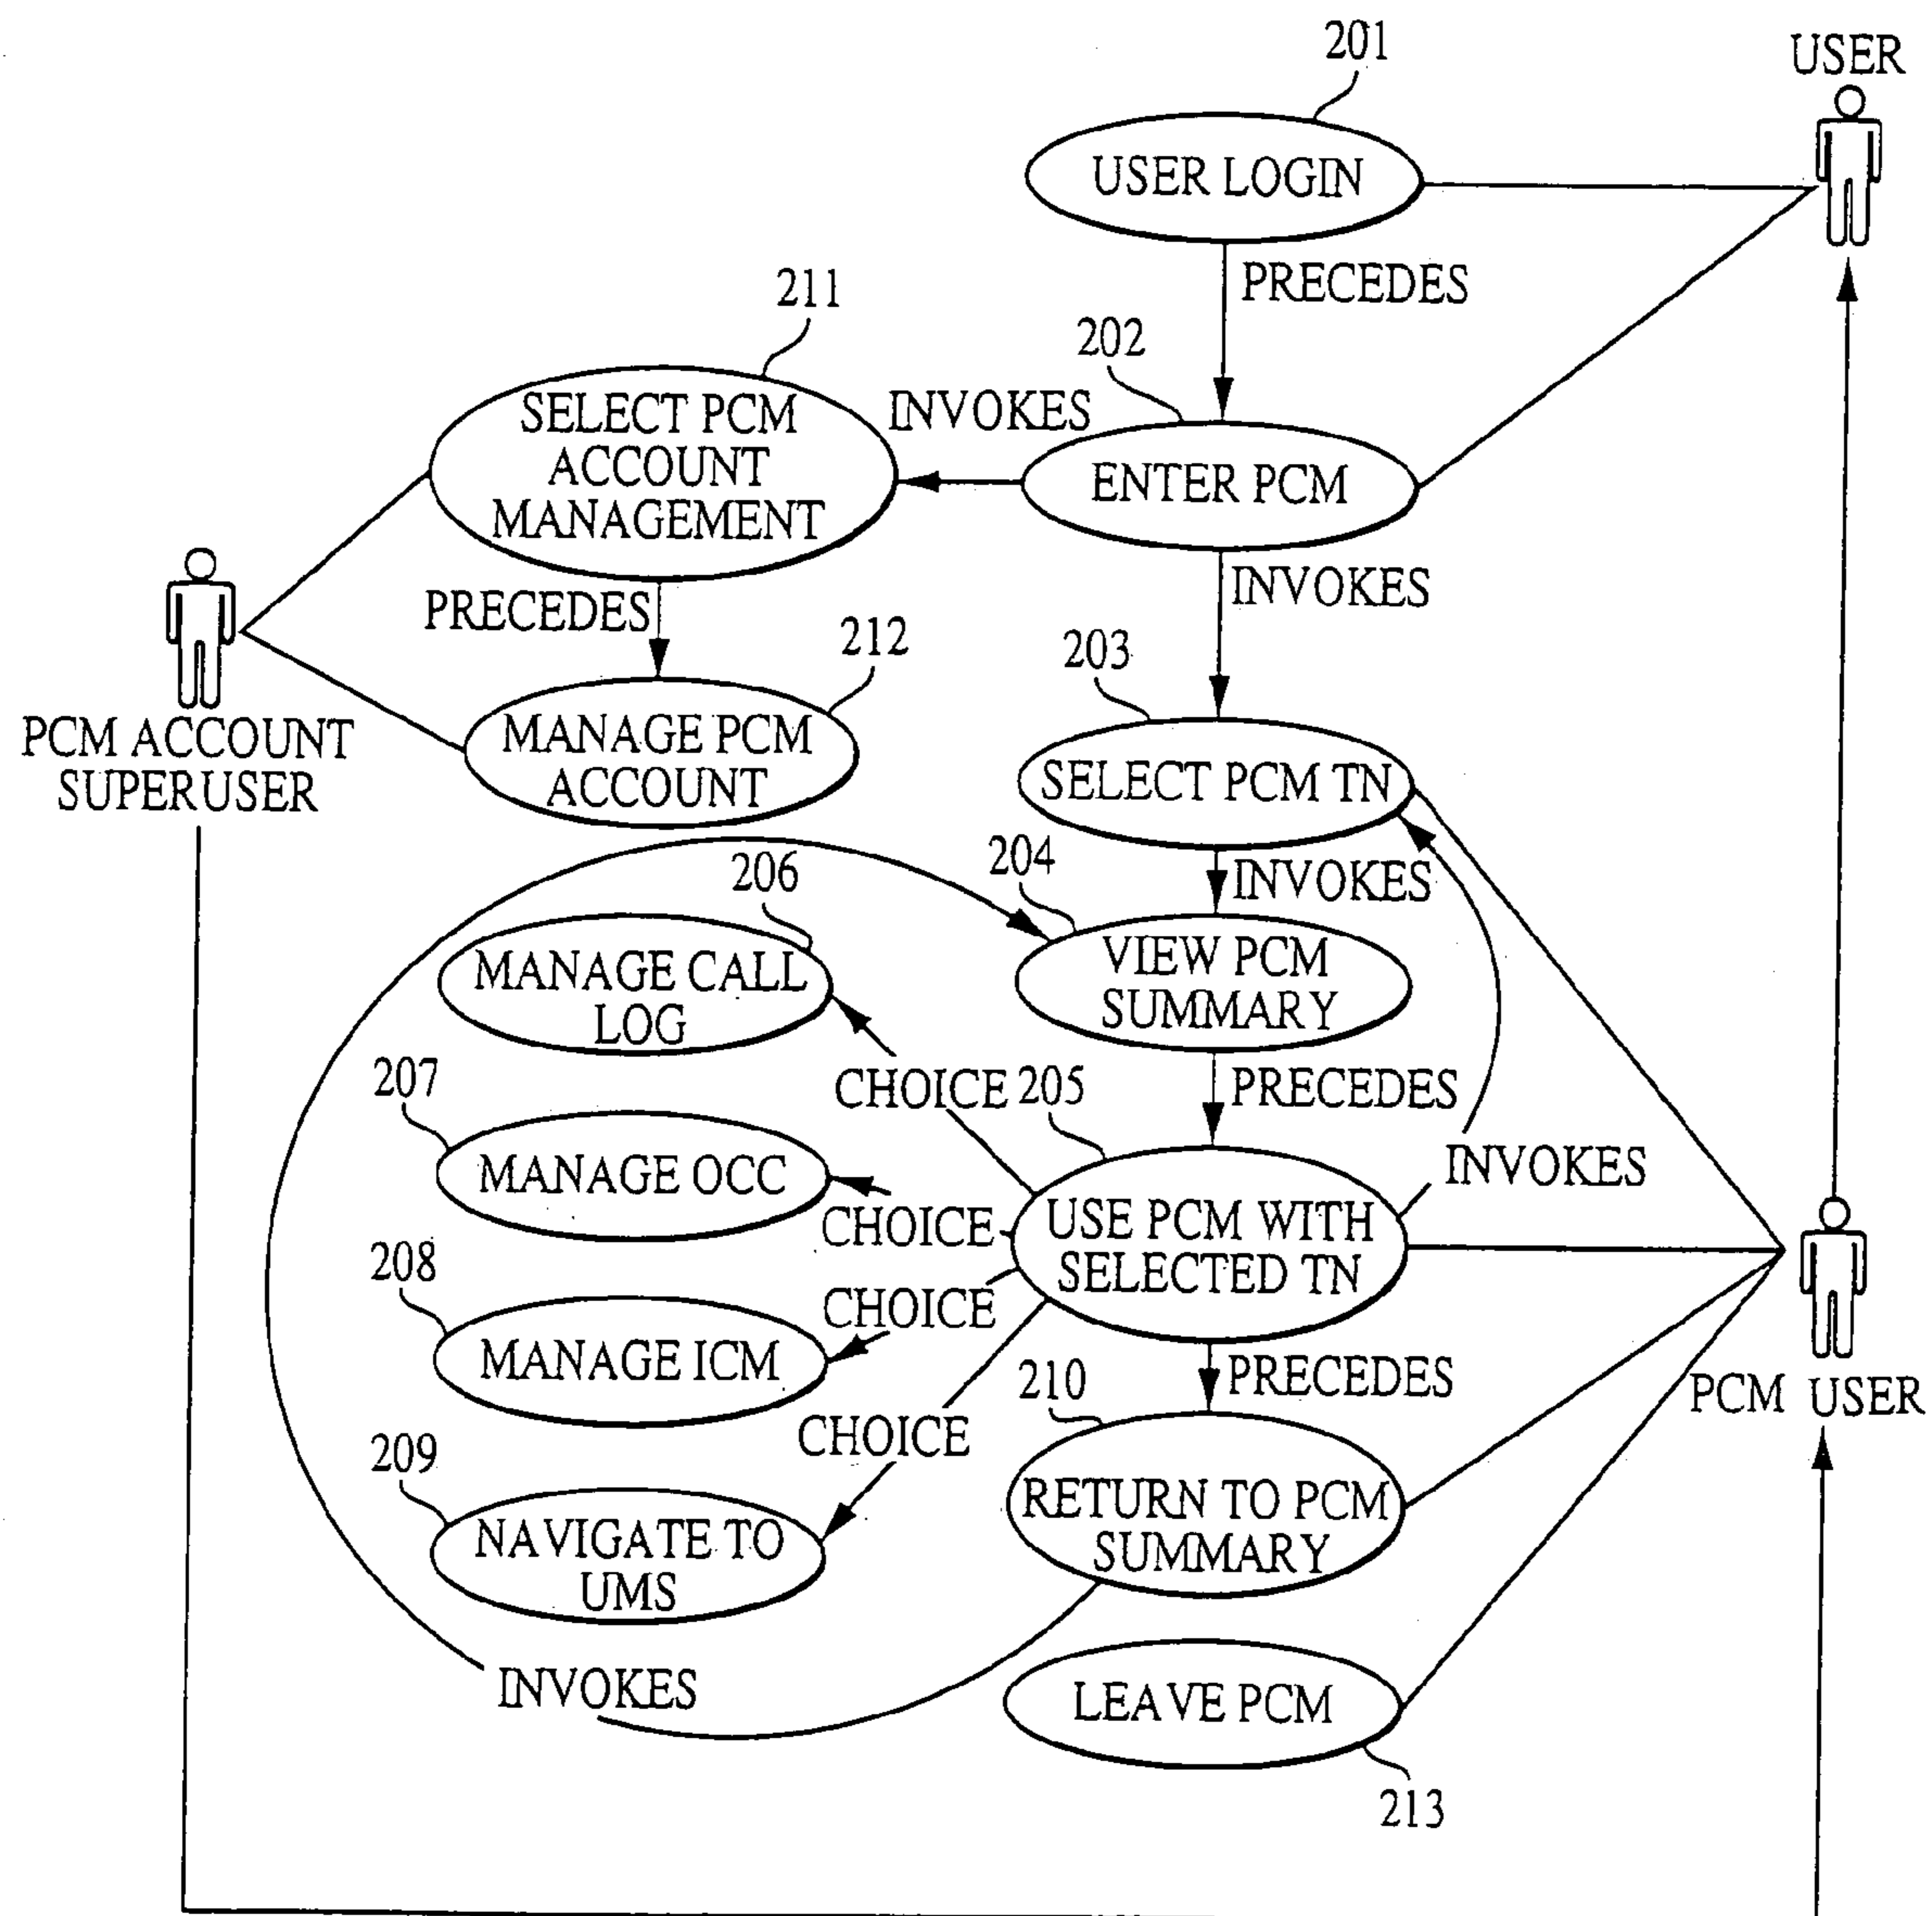 201
USER
USER LOGIN
PRECEDES
211
202
INVOKES
SELECT PCM
ACCOUNT
MANAGEMENT
ENTER PCM
INVOKES
PRECEDES
212
203
PCM ACCOUNT
SUPERUSER
MANAGE PCM
ACCOUNT
SELECT PCM TN
206
204
INVOKES
MANAGE CALL
LOG
VIEW PCM
SUMMARY
207
CHOICE
205
PRECEDES
MANAGE OCC
INVOKES
CHOICE
USE PCM WITH
SELECTED TN
208
CHOICE
MANAGE ICM
210
PRECEDES
PCM USER
209
CHOICE
RETURN TO PCM
SUMMARY
NAVIGATE TO
UMS
INVOKES
LEAVE PCM
213